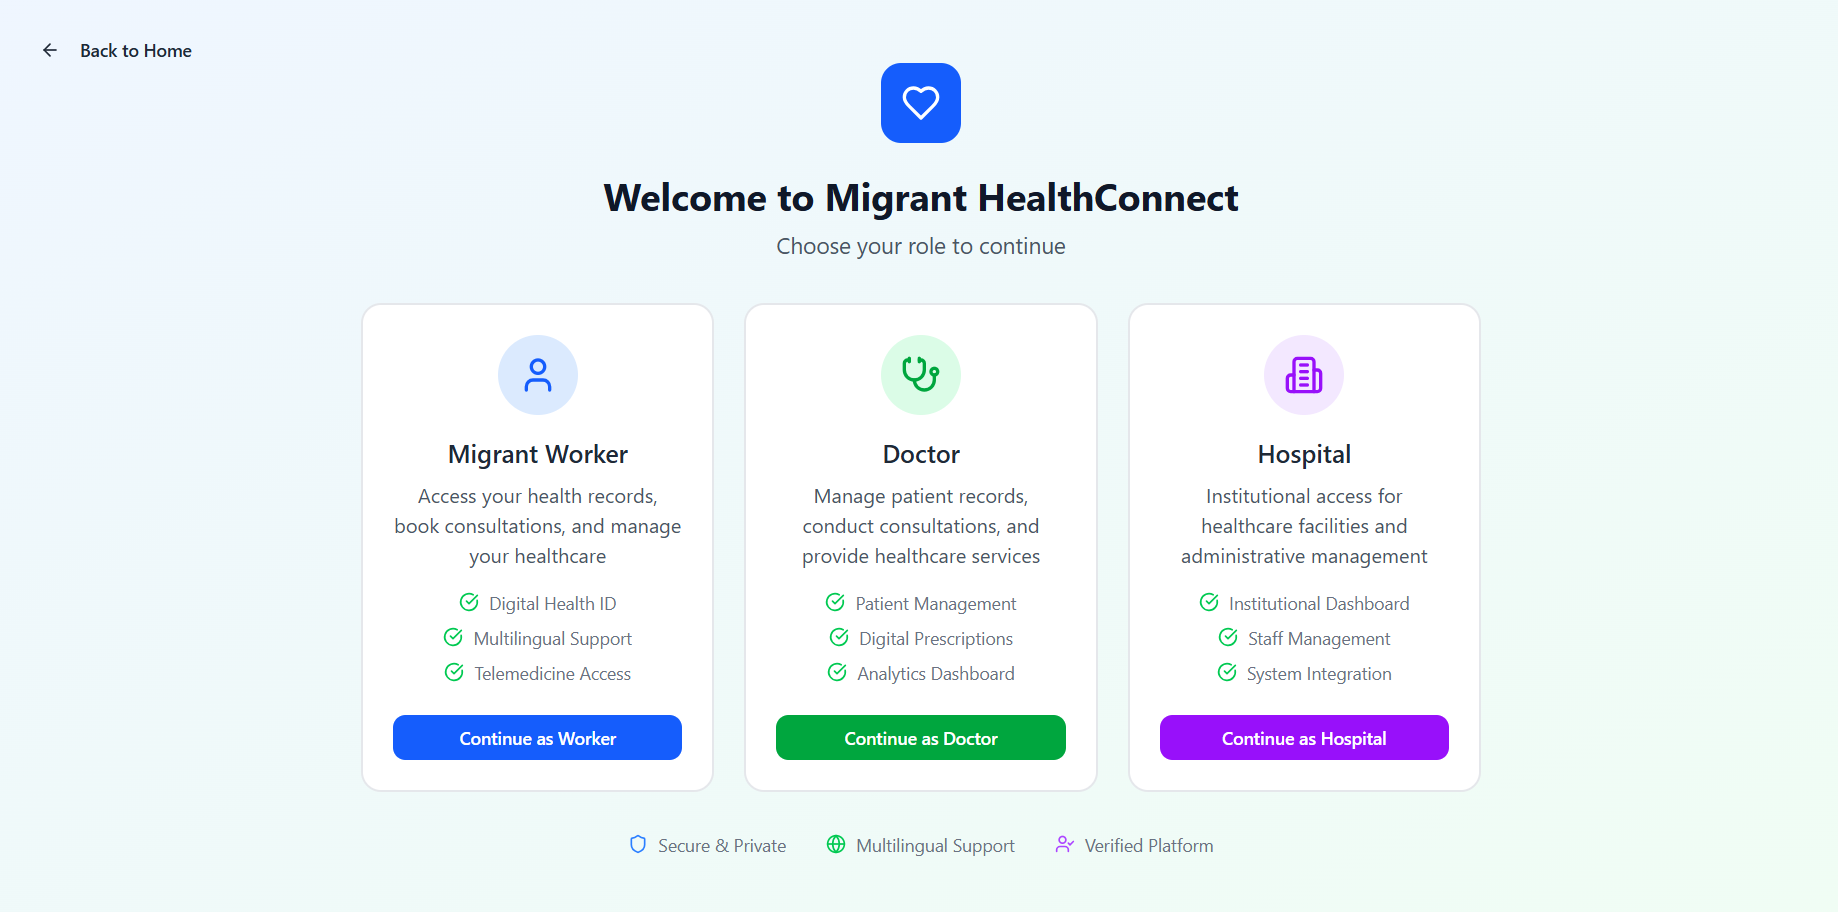 Back to Home
Welcome to Migrant HealthConnect
Choose your role to continue
Migrant Worker
Access your health records,
book consultations, and manage
your healthcare
Digital Health ID
Multilingual Support
Telemedicine Access
Continue as Worker
Doctor
Manage patient records,
conduct consultations, and
provide healthcare services
Patient Management
Digital Prescriptions
Analytics Dashboard
Continue as Doctor
Hospital
Institutional access for
healthcare facilities and
administrative management
Institutional Dashboard
Staff Management
System Integration
Continue as Hospital
Secure & Private
Multilingual Support
Verified Platform